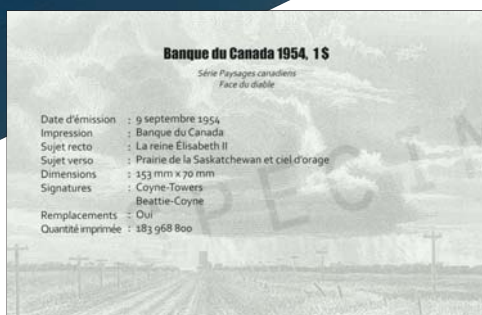 Banque du Canada 1954, 1 $
Série Paysages canadiens
Face du diable
Date d'émission : 9 septembre 1954
Impression : Banque du Canada
Sujet recto : La reine Élisabeth II
Sujet verso : Prairie de la Saskatchewan et ciel d'orage
Dimensions : 153 mm x 70 mm
Signatures : Coyne-Towers
Beattie-Coyne
Remplacements : Oui
Quantité imprimée : 183 968 800